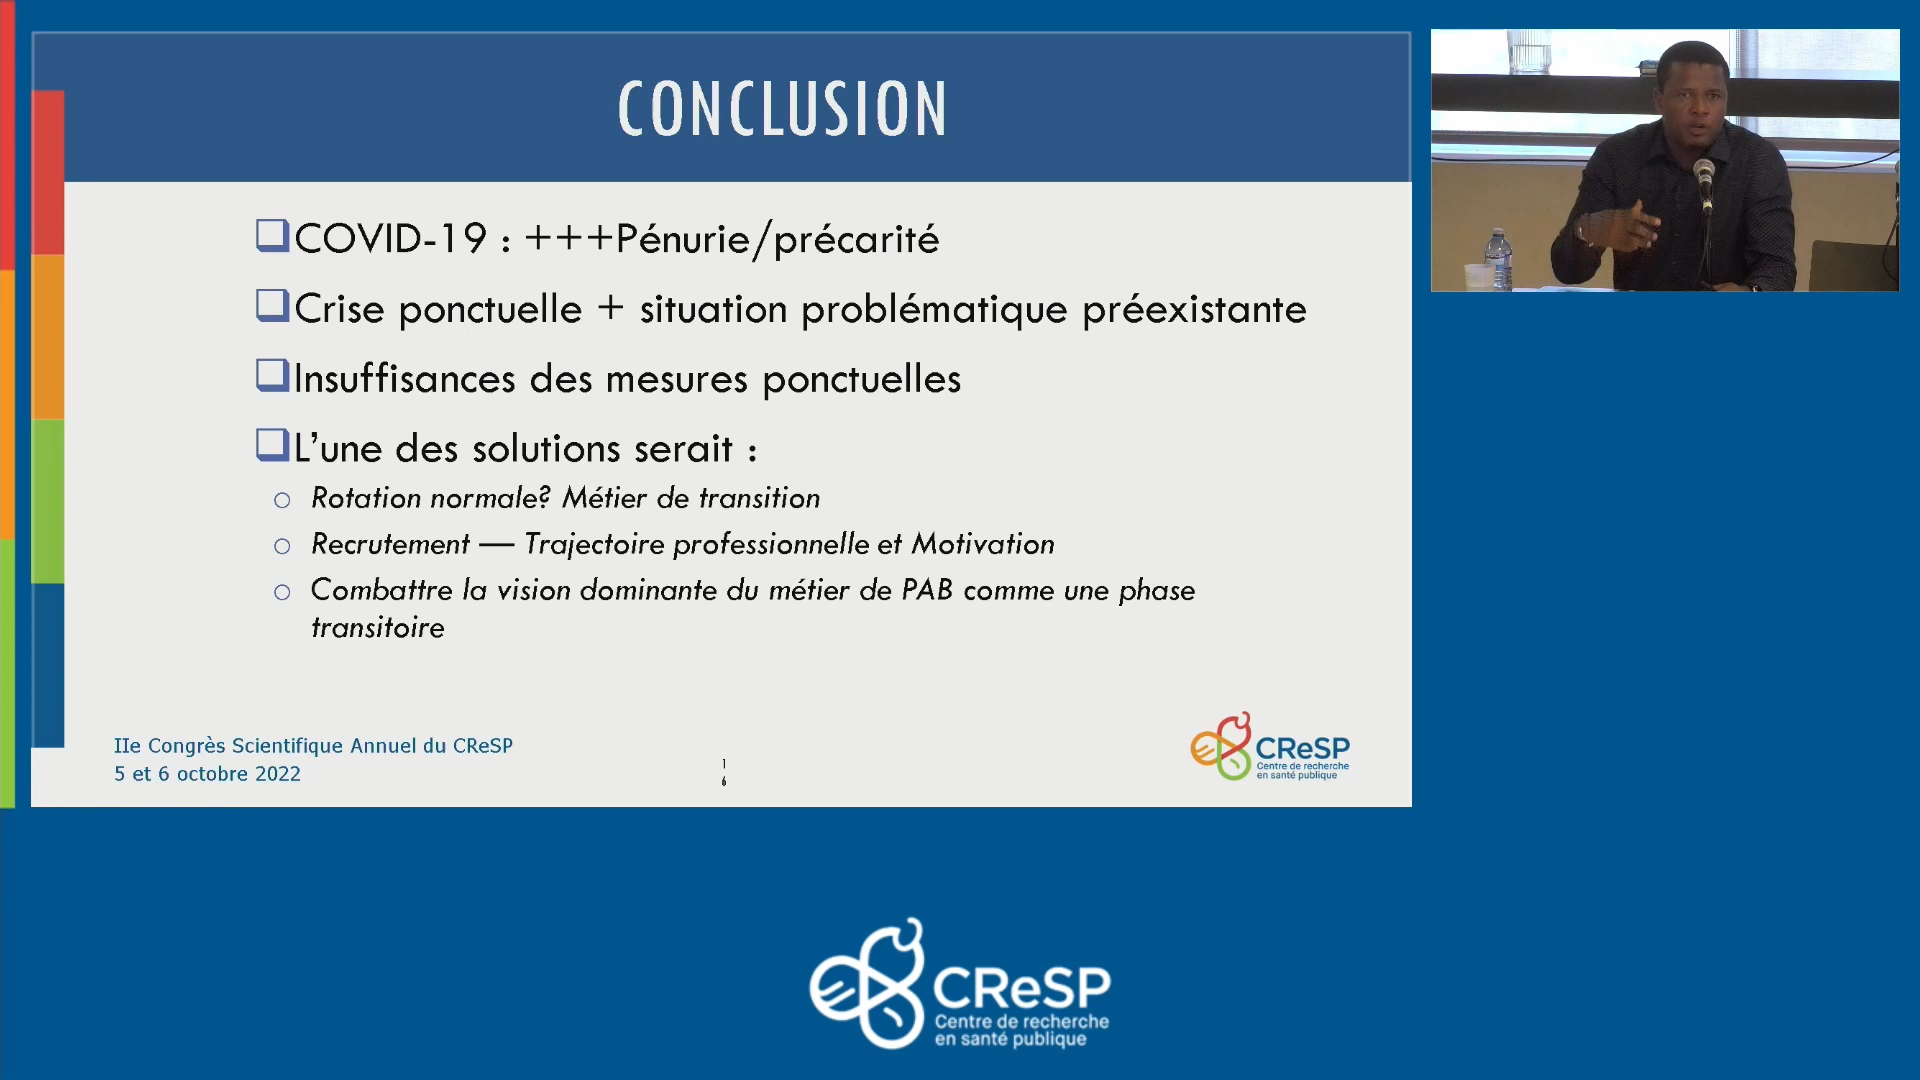 CONCLUSION
COVID-19 : +++Pénurie/précarité
Crise ponctuelle + situation problématique préexistante
Insuffisances des mesures ponctuelles
L’une des solutions serait :
Rotation normale? Métier de transition
Recrutement — Trajectoire professionnelle et Motivation
Combattre la vision dominante du métier de PAB comme une phase
transitoire
IIe Congrès Scientifique Annuel du CReSP
5 et 6 octobre 2022
1
6
CReSP
Centre de recherche
en santé publique
CReSP
Centre de recherche
en santé publique